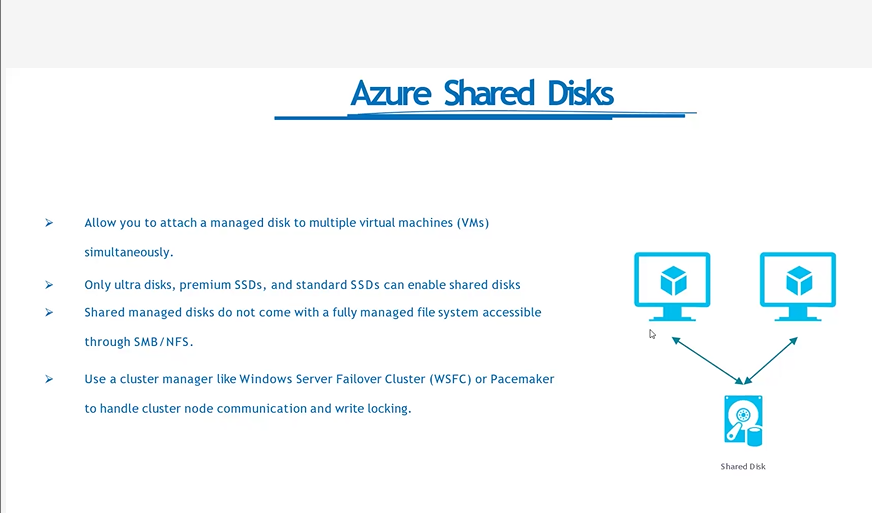 Azure Shared Disks
➢ Allow you to attach a managed disk to multiple virtual machines (VMs)
simultaneously.
➢ Only ultra disks, premium SSDs, and standard SSDs can enable shared disks
➢ Shared managed disks do not come with a fully managed file system accessible
through SMB/NFS.
➢ Use a cluster manager like Windows Server Failover Cluster (WSFC) or Pacemaker
to handle cluster node communication and write locking.
Shared Disk